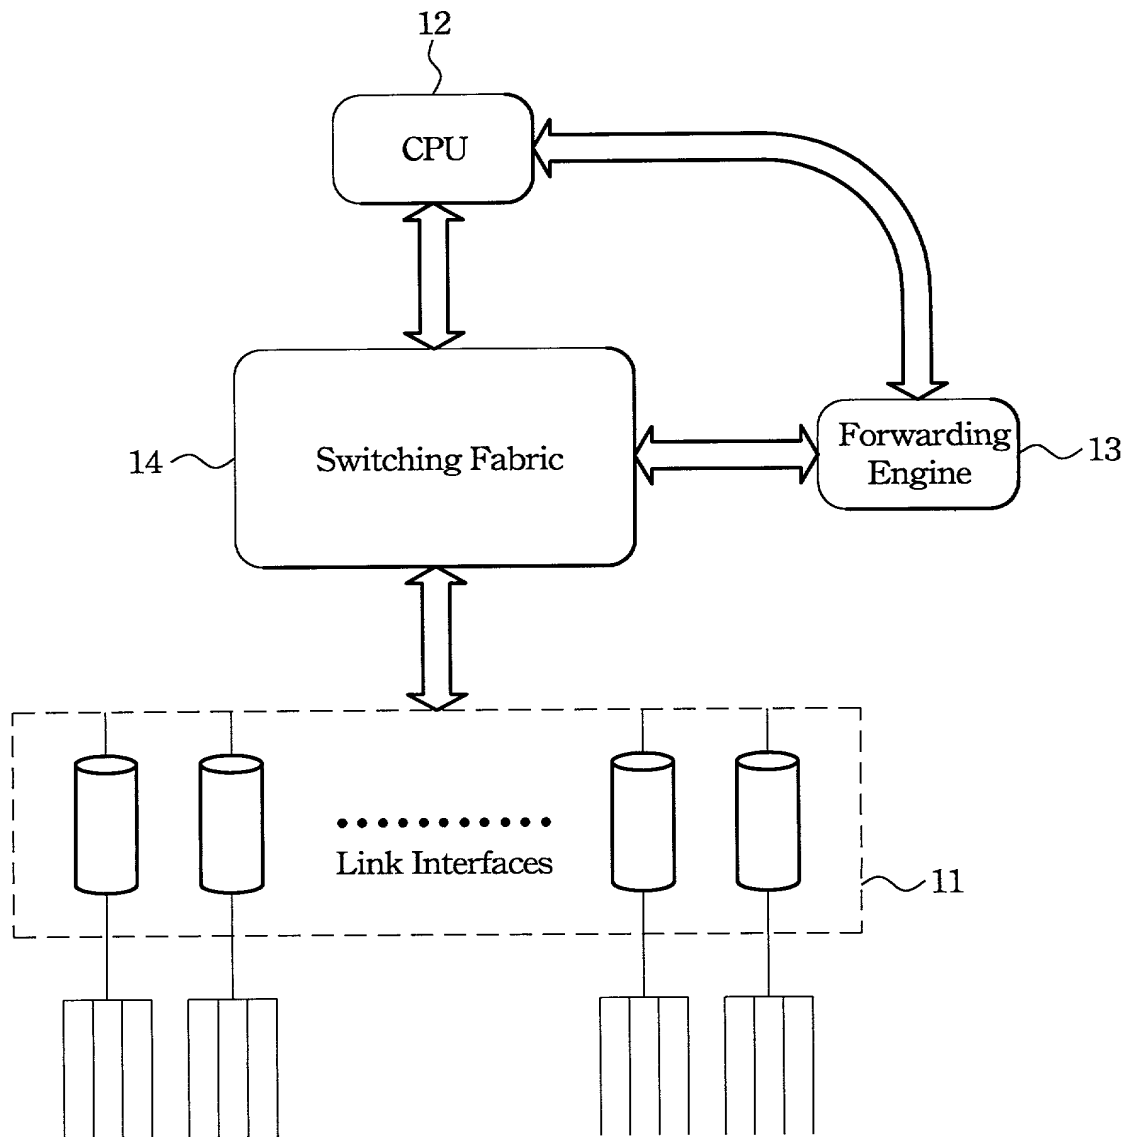 12
CPU
Forwarding
Engine
13
14
Switching Fabric
Link Interfaces
11